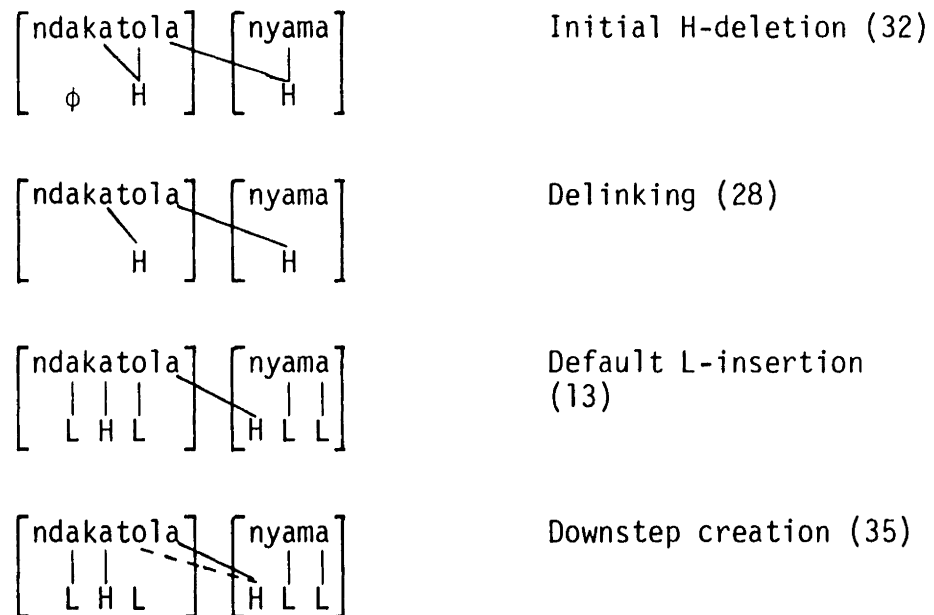 [ndakatola] [nyama] Initial H-deletion (32)
ϕ H H
[ndakatola] [nyama] Delinking (28)
H H
[ndakatola] [nyama] Default L-insertion
L H L H L L (13)
[ndakatola] [nyama] Downstep creation (35)
L H L H L L